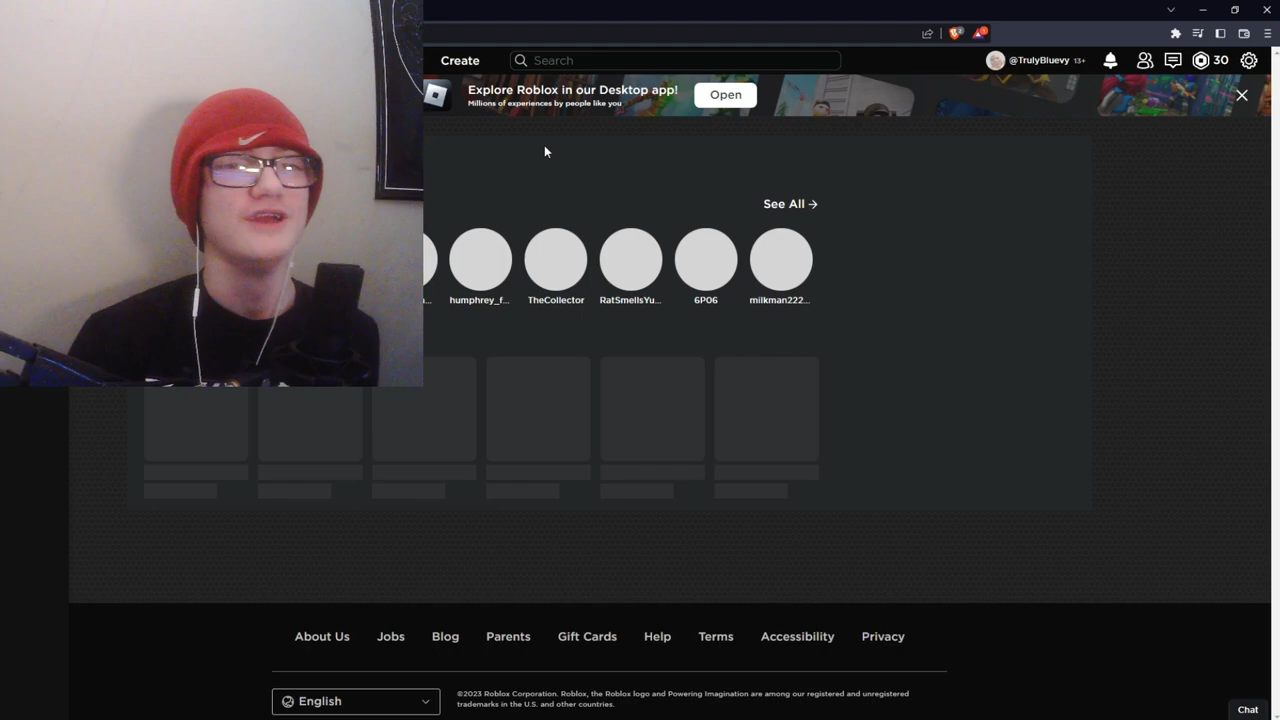 Create
Search
@TrulyBluevy 13+
30
Explore Roblox in our Desktop app!
Millions of experiences by people like you
Open
See All →
humphrey_f...
TheCollector
RatSmellsYu...
6P06
milkman222...
About Us
Jobs
Blog
Parents
Gift Cards
Help
Terms
Accessibility
Privacy
English
©2023 Roblox Corporation. Roblox, the Roblox logo and Powering Imagination are among our registered and unregistered
trademarks in the U.S. and other countries.
Chat